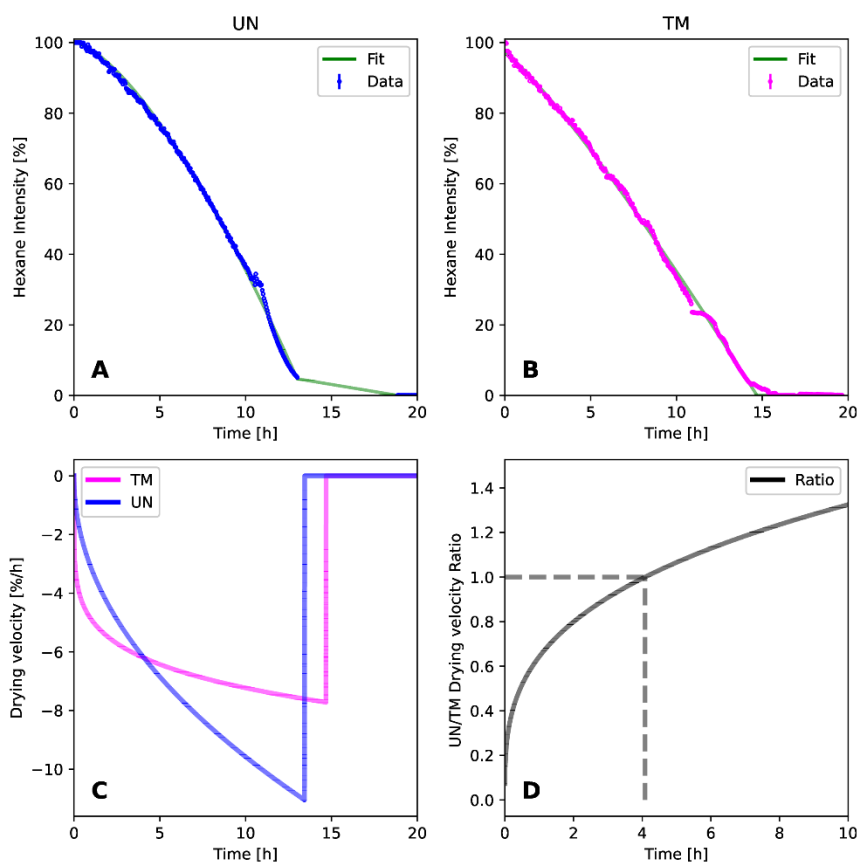 UN
TM
100
80
60
40
20
0
Hexane Intensity [%]
Fit
Data
A
0 5 10 15 20
Time [h]
100
80
60
40
20
0
Hexane Intensity [%]
Fit
Data
B
0 5 10 15 20
Time [h]
0
−2
−4
−6
−8
−10
Drying velocity [%/h]
TM
UN
C
0 5 10 15 20
Time [h]
1.4
1.2
1.0
0.8
0.6
0.4
0.2
0.0
UN/TM Drying velocity Ratio
Ratio
D
0 2 4 6 8 10
Time [h]